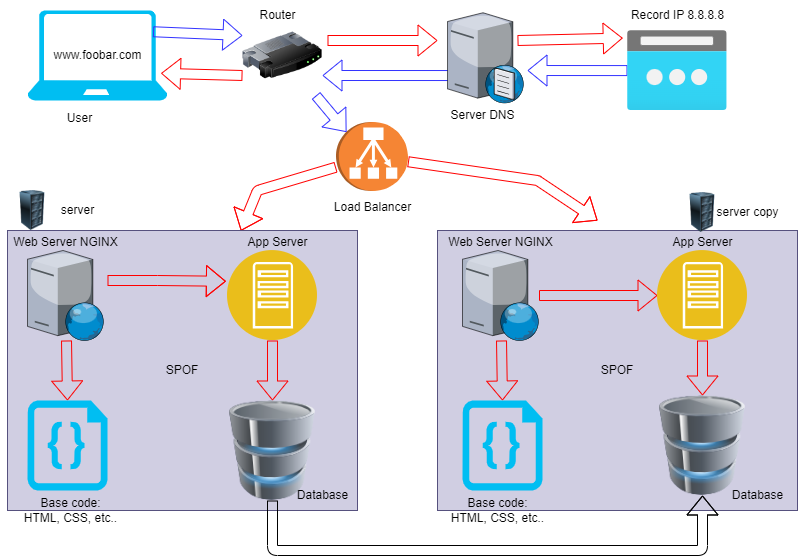 Router
Record IP 8.8.8.8
www.foobar.com
User
Server DNS
Load Balancer
server
server copy
Web Server NGINX
App Server
Web Server NGINX
App Server
SPOF
SPOF
Database
Database
Base code:
HTML, CSS, etc..
Base code:
HTML, CSS, etc..